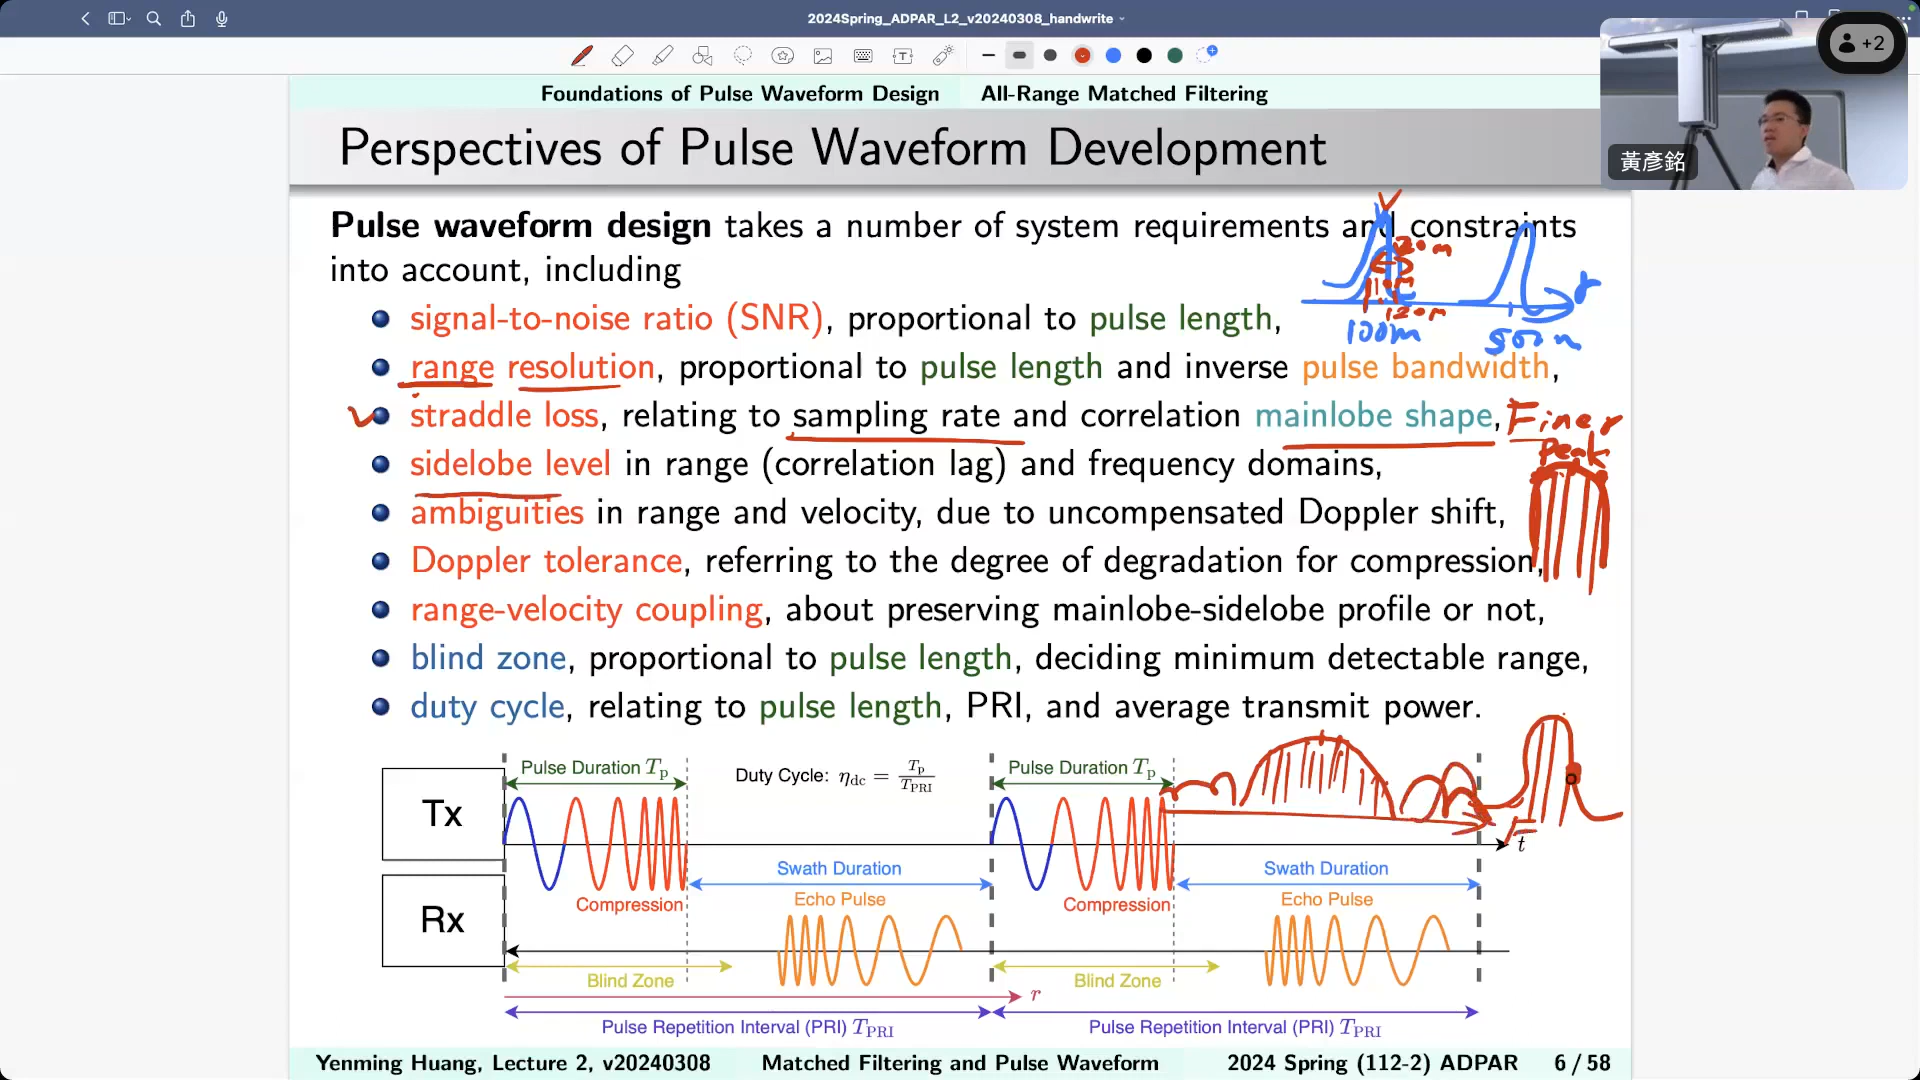 2024Spring_ADPAR_L2_v20240308_handwrite
+2
黃彥銘
Foundations of Pulse Waveform Design
All-Range Matched Filtering
Perspectives of Pulse Waveform Development
Pulse waveform design takes a number of system requirements and constraints
into account, including
signal-to-noise ratio (SNR), proportional to pulse length,
range resolution, proportional to pulse length and inverse pulse bandwidth,
straddle loss, relating to sampling rate and correlation mainlobe shape,
sidelobe level in range (correlation lag) and frequency domains,
ambiguities in range and velocity, due to uncompensated Doppler shift,
Doppler tolerance, referring to the degree of degradation for compression,
range-velocity coupling, about preserving mainlobe-sidelobe profile or not,
blind zone, proportional to pulse length, deciding minimum detectable range,
duty cycle, relating to pulse length, PRI, and average transmit power.
20m
120m
100m
500m
r
Finer
Peak
Tx
Pulse Duration Tp
Duty Cycle: ηdc = Tp/TPRI
Pulse Duration Tp
t
Swath Duration
Swath Duration
Compression
Echo Pulse
Compression
Echo Pulse
Rx
Blind Zone
Blind Zone
r
Pulse Repetition Interval (PRI) TPRI
Pulse Repetition Interval (PRI) TPRI
Yenming Huang, Lecture 2, v20240308
Matched Filtering and Pulse Waveform
2024 Spring (112-2) ADPAR
6 / 58